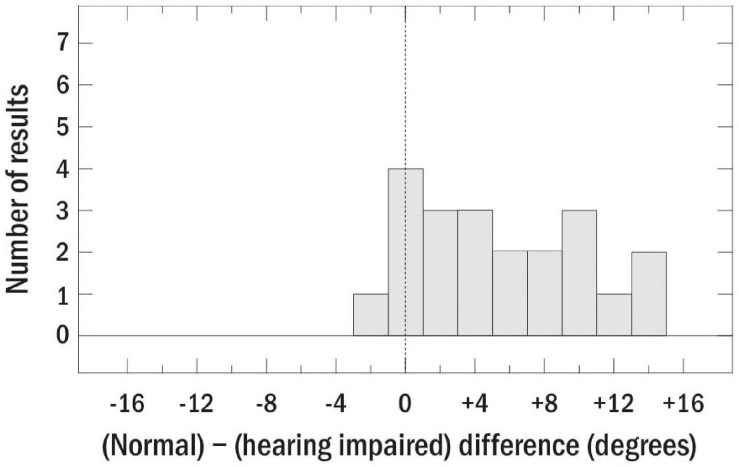 Number of results
7
6
5
4
3
2
1
0
-16 -12 -8 -4 0 +4 +8 +12 +16
(Normal) – (hearing impaired) difference (degrees)